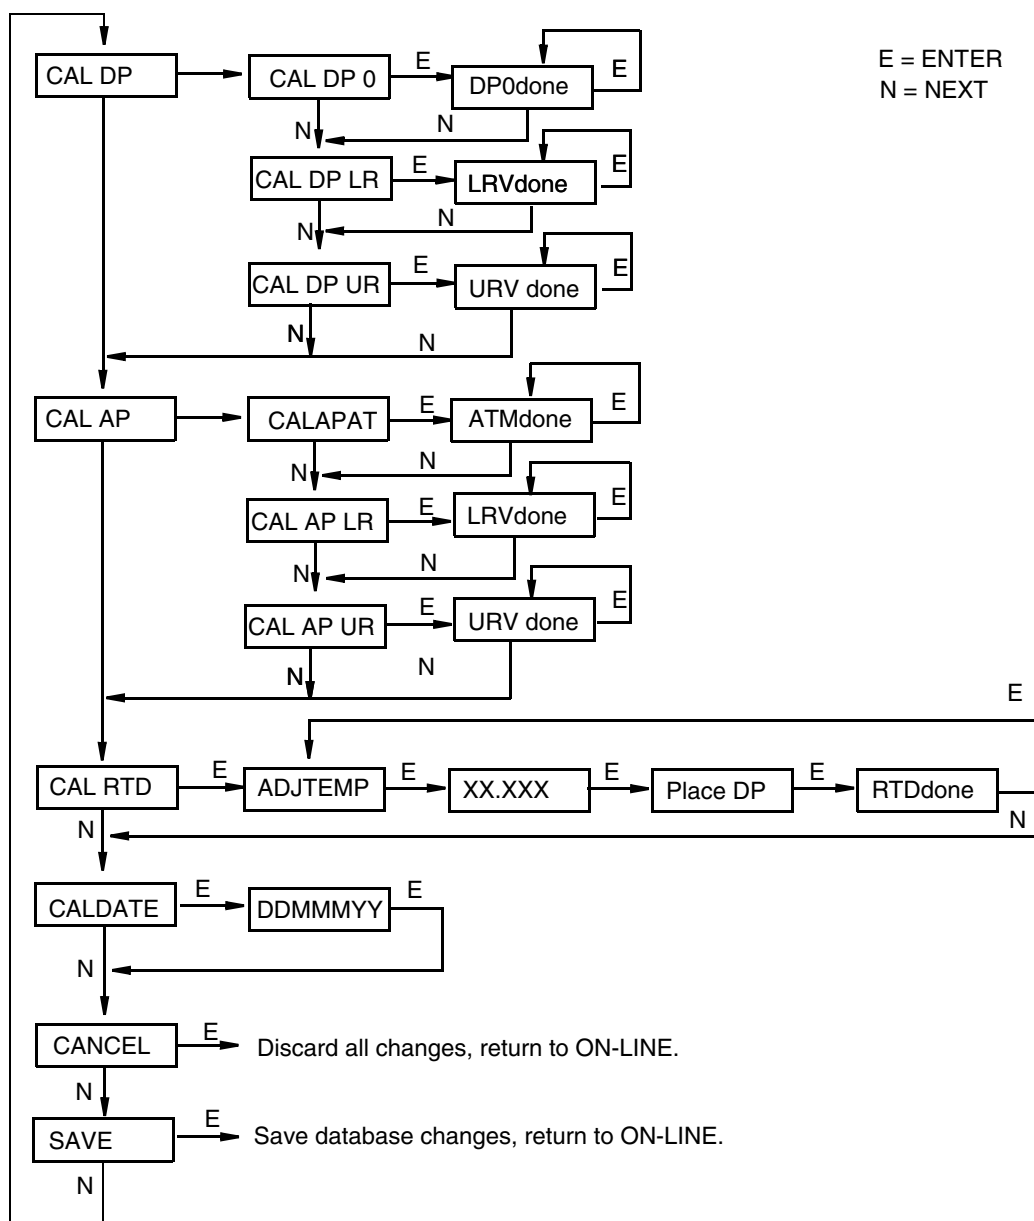 E = ENTER
N = NEXT
CAL DP
CAL DP 0
E
DP0done
E
N
N
CAL DP LR
E
LRVdone
E
N
N
CAL DP UR
E
URV done
E
N
N
CAL AP
CALAPAT
E
ATMdone
E
N
N
CAL AP LR
E
LRVdone
E
N
N
CAL AP UR
E
URV done
E
N
N
E
CAL RTD
E
ADJTEMP
E
XX.XXX
E
Place DP
E
RTDdone
N
N
CALDATE
E
DDMMMYY
E
N
CANCEL
E
Discard all changes, return to ON-LINE.
N
SAVE
E
Save database changes, return to ON-LINE.
N